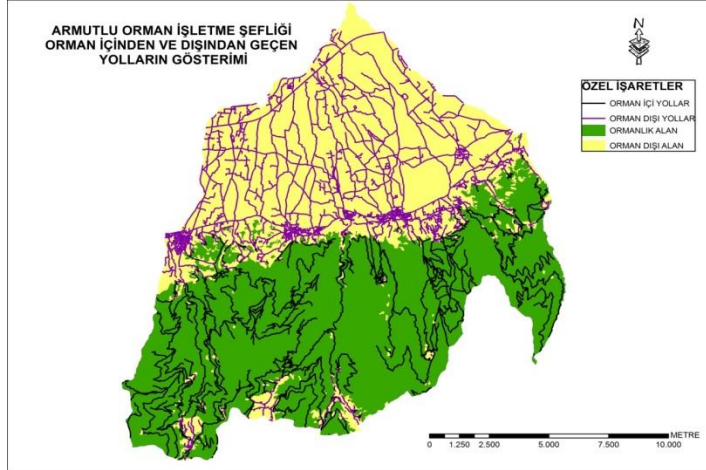 ARMUTLU ORMAN İŞLETME ŞEFLİĞİ
ORMAN İÇİNDEN VE DIŞINDAN GEÇEN
YOLLARIN GÖSTERİMİ
N
ÖZEL İŞARETLER
ORMAN İÇİ YOLLAR
ORMAN DIŞI YOLLAR
ORMANLIK ALAN
ORMAN DIŞI ALAN
METRE
0 1.250 2.500 5.000 7.500 10.000